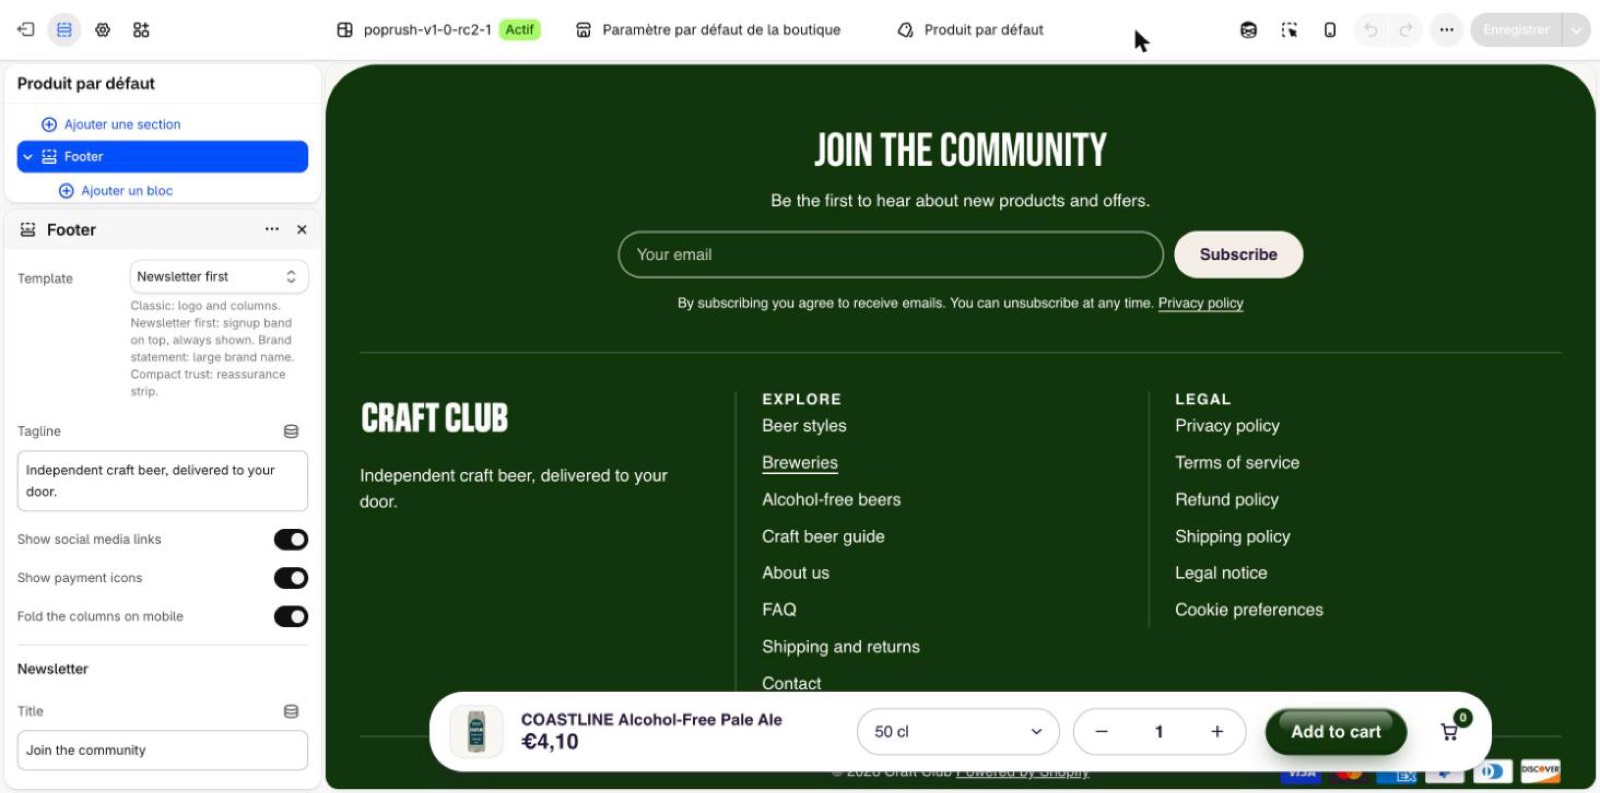 poprush-v1-0-rc2-1
Actif
Paramètre par défaut de la boutique
Produit par défaut
Enregistrer
Produit par défaut
Ajouter une section
Footer
Ajouter un bloc
Footer
Template
Newsletter first
Classic: logo and columns.
Newsletter first: signup band
on top, always shown. Brand
statement: large brand name.
Compact trust: reassurance
strip.
Tagline
Independent craft beer, delivered to your
door.
Show social media links
Show payment icons
Fold the columns on mobile
Newsletter
Title
Join the community
JOIN THE COMMUNITY
Be the first to hear about new products and offers.
Your email
Subscribe
By subscribing you agree to receive emails. You can unsubscribe at any time. Privacy policy
CRAFT CLUB
Independent craft beer, delivered to your
door.
EXPLORE
Beer styles
Breweries
Alcohol-free beers
Craft beer guide
About us
FAQ
Shipping and returns
Contact
LEGAL
Privacy policy
Terms of service
Refund policy
Shipping policy
Legal notice
Cookie preferences
COASTLINE Alcohol-Free Pale Ale
€4,10
50 cl
1
Add to cart
0
Craft Club Powered by Shopify
VISA
EX
DISCOVER